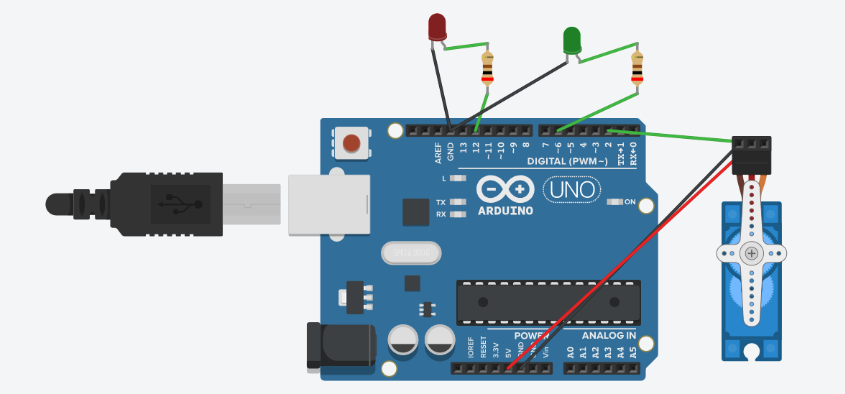 AREF
GND
13
12
~11
~10
~9
8
7
~6
~5
4
~3
2
TX→1
RX←0
DIGITAL (PWM~)
L
TX
RX
UNO
ARDUINO
ON
POWER
ANALOG IN
IOREF
RESET
3.3V
5V
GND
Vin
A0
A1
A2
A3
A4
A5